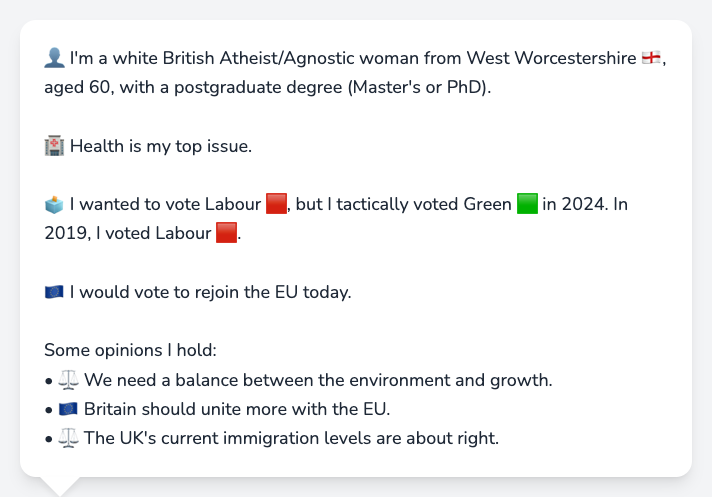 👤 I'm a white British Atheist/Agnostic woman from West Worcestershire 🏴󠁧󠁢󠁥󠁮󠁧󠁿,
aged 60, with a postgraduate degree (Master's or PhD).
🏥 Health is my top issue.
🗳️ I wanted to vote Labour 🟥, but I tactically voted Green 🟩 in 2024. In
2019, I voted Labour 🟥.
🇪🇺 I would vote to rejoin the EU today.
Some opinions I hold:
• ⚖️ We need a balance between the environment and growth.
• 🇪🇺 Britain should unite more with the EU.
• ⚖️ The UK's current immigration levels are about right.